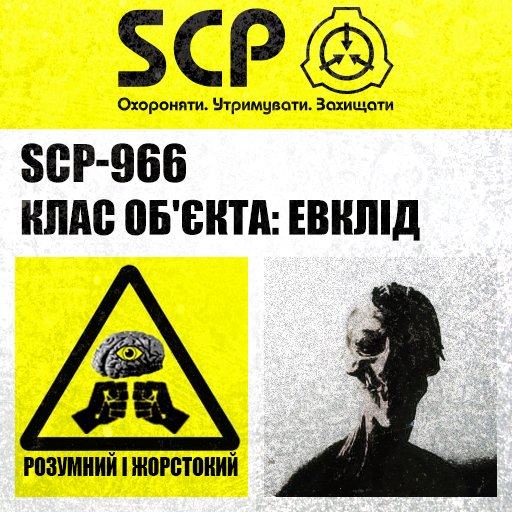 SCP
Охороняти. Утримувати. Захищати
SCP-966
КЛАС ОБ'ЄКТА: ЕВКЛІД
РОЗУМНИЙ І ЖОРСТОКИЙ